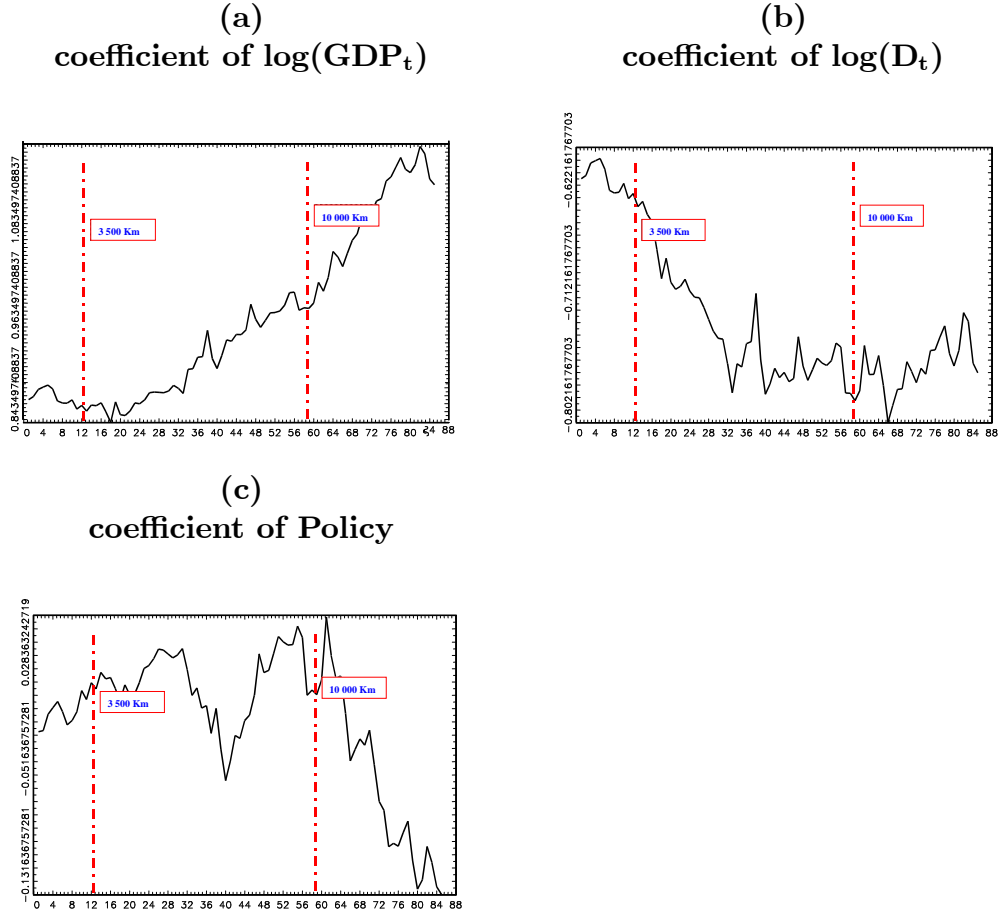 (a)
coefficient of log(GDPₜ)
0.843497408837 0.963497408837 1.083497408837
3 500 Km
10 000 Km
0 4 8 12 16 20 24 28 32 36 40 44 48 52 56 60 64 68 72 76 80 84 88
(b)
coefficient of log(Dₜ)
−0.802161767703 −0.712161767703 −0.622161767703
3 500 Km
10 000 Km
0 4 8 12 16 20 24 28 32 36 40 44 48 52 56 60 64 68 72 76 80 84 88
(c)
coefficient of Policy
−0.131636757281 −0.051636757281 0.028363242719
3 500 Km
10 000 Km
0 4 8 12 16 20 24 28 32 36 40 44 48 52 56 60 64 68 72 76 80 84 88